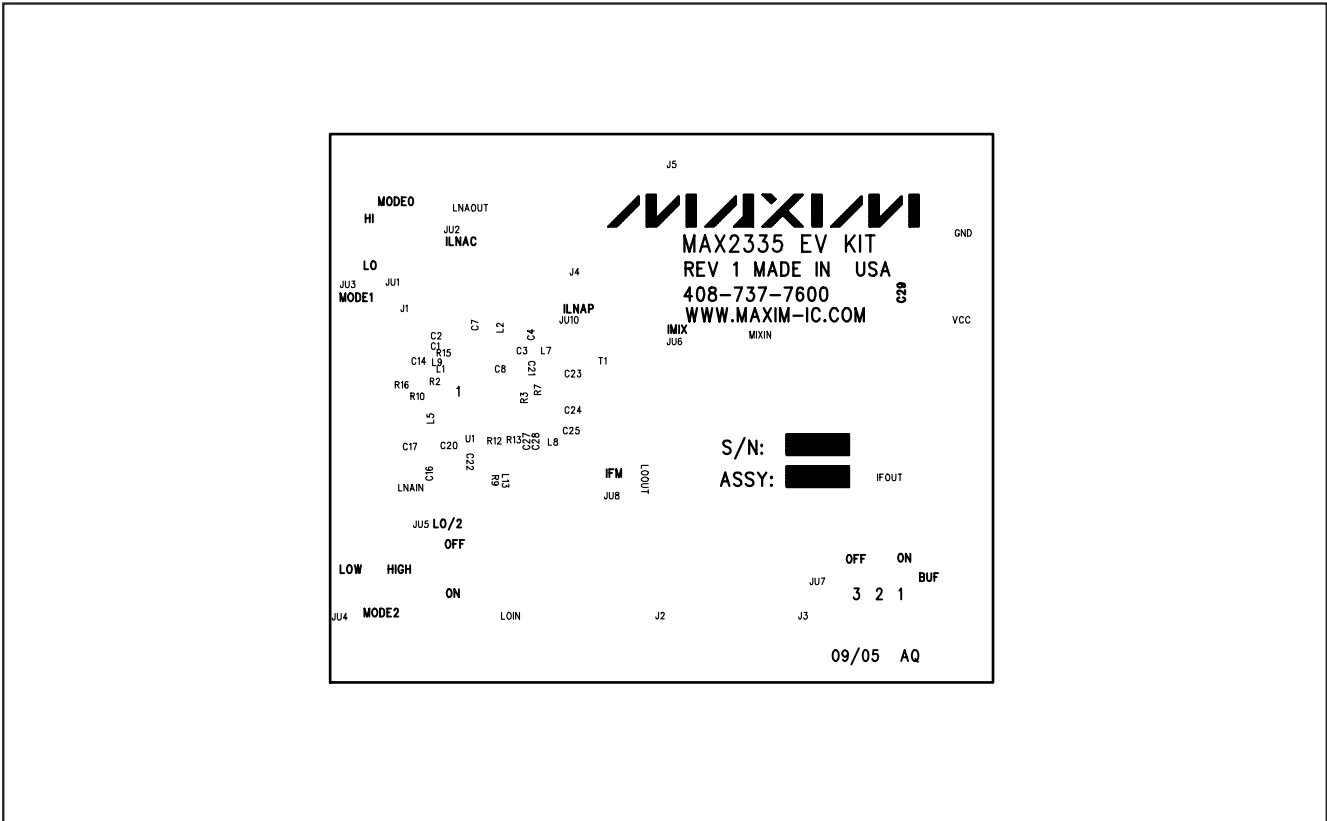 J5
MODE0
HI
LNAOUT
JU2
ILNAC
MAXIM
MAX2335 EV KIT
REV 1 MADE IN USA
408-737-7600
WWW.MAXIM-IC.COM
GND
LO
JU3
JU1
MODE1
J4
C29
J1
ILNAP
JU10
VCC
IMIX
JU6
MIXIN
C7
L2
C4
C2
C1
R15
C14
L9
L1
C3
L7
C8
C21
T1
C23
R16
R2
R10
1
R3
R7
L5
C24
C25
C17
C20
U1
R12
R13
C27
C28
L8
S/N:
C16
C22
R9
L13
IFM
LOOUT
ASSY:
IFOUT
LNAIN
JU8
JU5 LO/2
OFF
OFF
ON
LOW
HIGH
JU7
BUF
ON
3 2 1
JU4
MODE2
LOIN
J2
J3
09/05 AQ